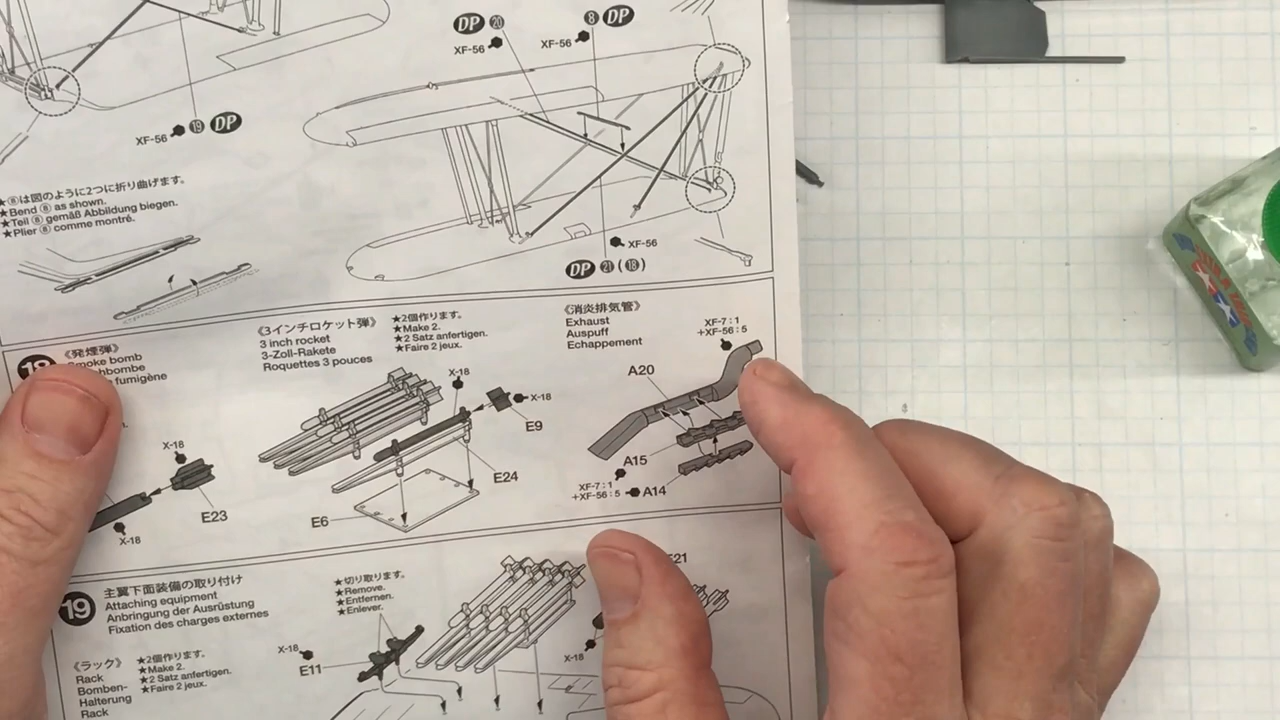 DP 20
XF-56
8 DP
XF-56
XF-56 19 DP
★⑧は図のように2つに折り曲げます。
★Bend ⑧ as shown.
★Teil ⑧ gemäß Abbildung biegen.
★Plier ⑧ comme montré.
XF-56
DP 21 (18)
《発煙弾》
Smoke bomb
fumigène
X-18
E23
X-18
《3インチロケット弾》
3 inch rocket
3-Zoll-Rakete
Roquettes 3 pouces
★2個作ります。
★Make 2.
★2 Satz anfertigen.
★Faire 2 jeux.
X-18
X-18
E9
E24
E6
《消炎排気管》
Exhaust
Auspuff
Echappement
XF-7:1
+XF-56:5
A20
A15
XF-7:1
+XF-56:5
A14
19
主翼下面装備の取り付け
Attaching equipment
Anbringung der Ausrüstung
Fixation des charges externes
《ラック》
Rack
Bomben-
Halterung
Rack
★2個作ります。
★Make 2.
★2 Satz anfertigen.
★Faire 2 jeux.
★切り取ります。
★Remove.
★Entfernen.
★Enlever.
X-18
E11
E21
X-18